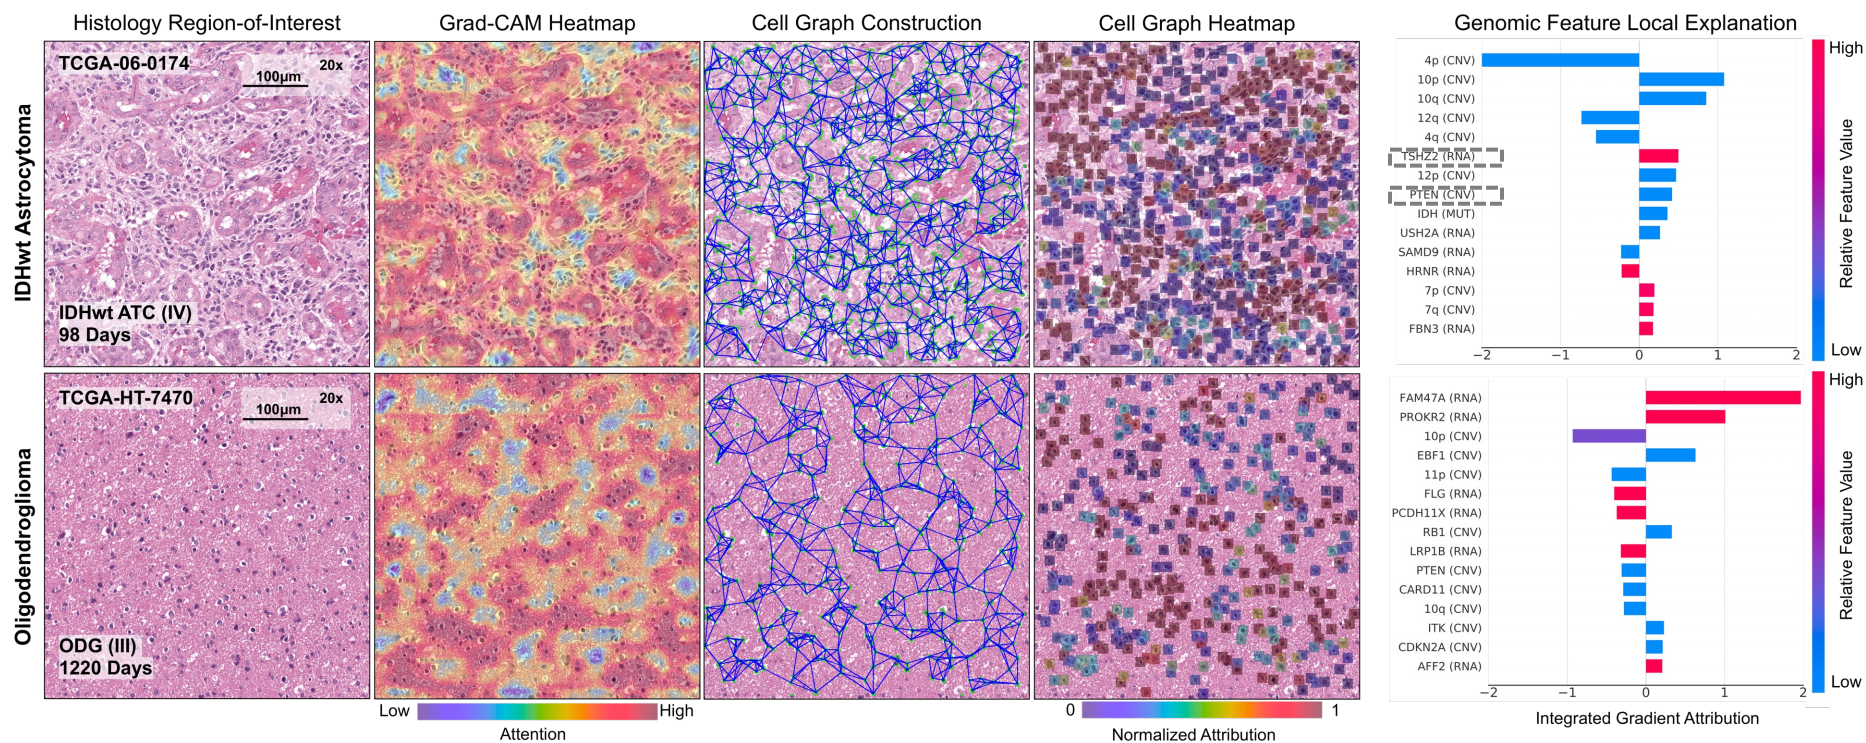 Histology Region-of-Interest
Grad-CAM Heatmap
Cell Graph Construction
Cell Graph Heatmap
Genomic Feature Local Explanation
IDHwt Astrocytoma
TCGA-06-0174
20x
100μm
IDHwt ATC (IV)
98 Days
4p (CNV)
10p (CNV)
10q (CNV)
12q (CNV)
4q (CNV)
TSHZ2 (RNA)
12p (CNV)
PTEN (CNV)
IDH (MUT)
USH2A (RNA)
SAMD9 (RNA)
HRNR (RNA)
7p (CNV)
7q (CNV)
FBN3 (RNA)
−2 −1 0 1 2
High
Relative Feature Value
Low
Oligodendroglioma
TCGA-HT-7470
20x
100μm
ODG (III)
1220 Days
FAM47A (RNA)
PROKR2 (RNA)
10p (CNV)
EBF1 (CNV)
11p (CNV)
FLG (RNA)
PCDH11X (RNA)
RB1 (CNV)
LRP1B (RNA)
PTEN (CNV)
CARD11 (CNV)
10q (CNV)
ITK (CNV)
CDKN2A (CNV)
AFF2 (RNA)
−2 −1 0 1 2
High
Relative Feature Value
Low
Low High
Attention
0 1
Normalized Attribution
Integrated Gradient Attribution